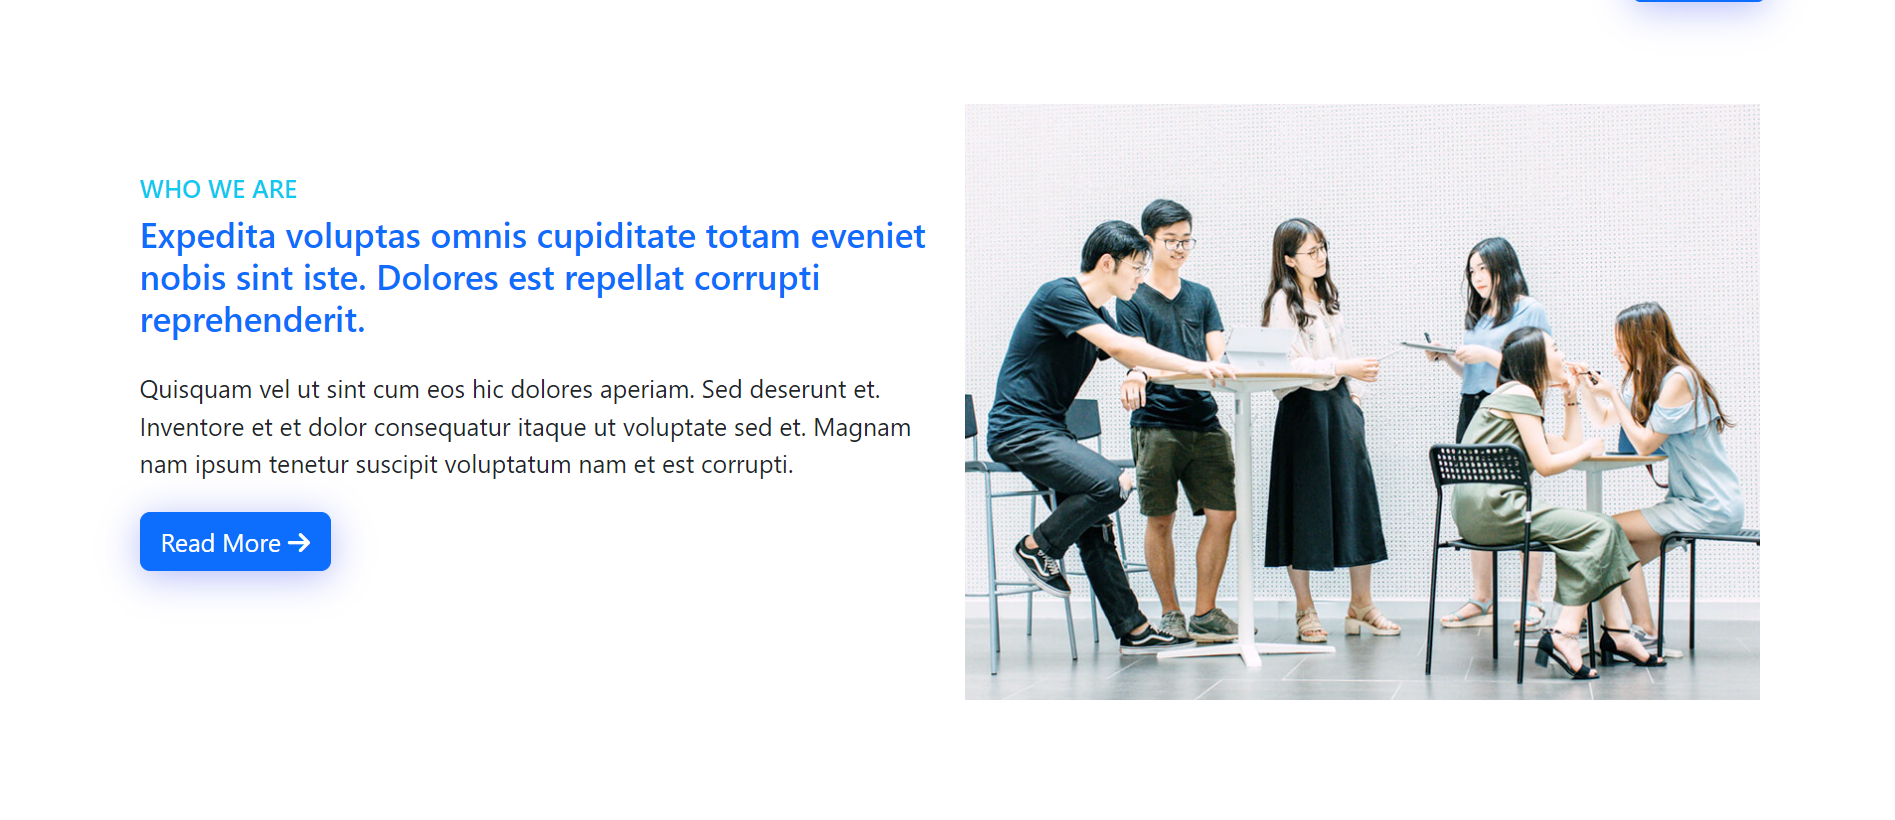 WHO WE ARE
Expedita voluptas omnis cupiditate totam eveniet
nobis sint iste. Dolores est repellat corrupti
reprehenderit.
Quisquam vel ut sint cum eos hic dolores aperiam. Sed deserunt et.
Inventore et et dolor consequatur itaque ut voluptate sed et. Magnam
nam ipsum tenetur suscipit voluptatum nam et est corrupti.
Read More →